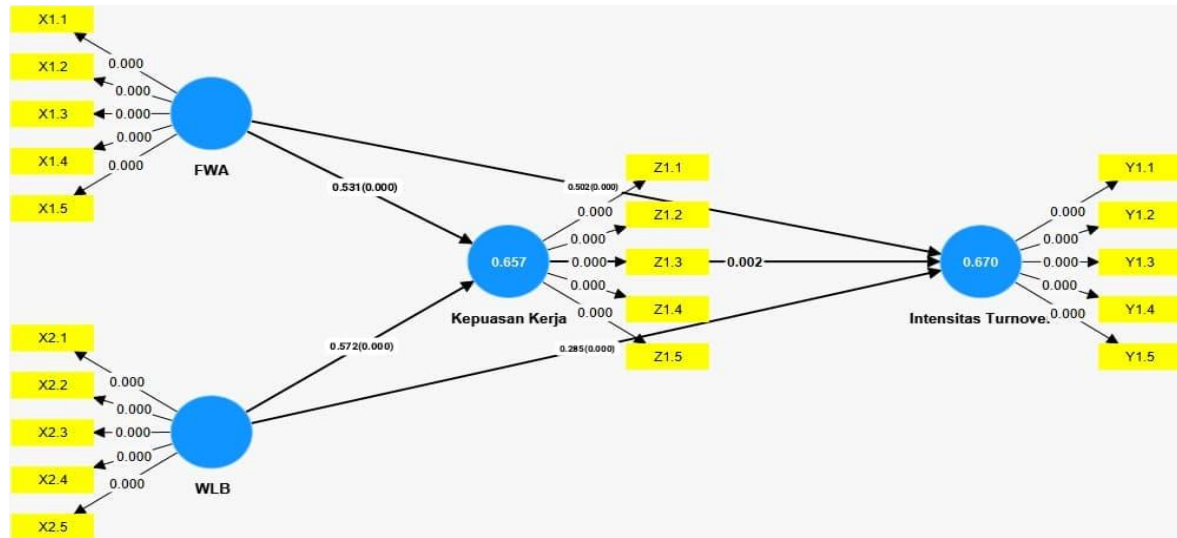 X1.1
X1.2
X1.3
X1.4
X1.5
0.000
0.000
0.000
0.000
0.000
FWA
0.531(0.000)
0.502(0.000)
X2.1
X2.2
X2.3
X2.4
X2.5
0.000
0.000
0.000
0.000
0.000
WLB
0.572(0.000)
0.285(0.000)
0.657
Kepuasan Kerja
0.000
0.000
0.000
0.000
0.000
Z1.1
Z1.2
Z1.3
Z1.4
Z1.5
0.002
0.670
Intensitas Turnove.
0.000
0.000
0.000
0.000
0.000
Y1.1
Y1.2
Y1.3
Y1.4
Y1.5